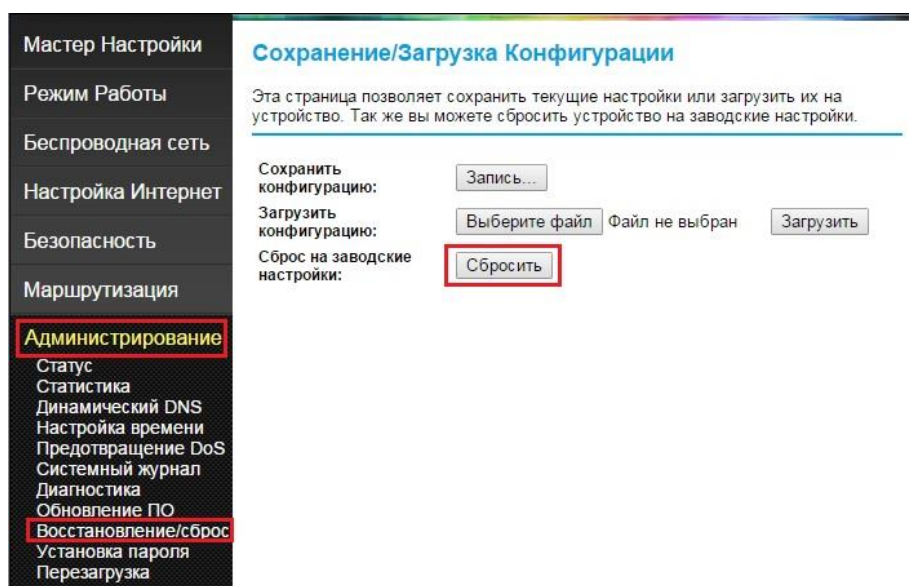 Мастер Настройки
Режим Работы
Беспроводная сеть
Настройка Интернет
Безопасность
Маршрутизация
Администрирование
Статус
Статистика
Динамический DNS
Настройка времени
Предотвращение DoS
Системный журнал
Диагностика
Обновление ПО
Восстановление/сброс
Установка пароля
Перезагрузка
Сохранение/Загрузка Конфигурации
Эта страница позволяет сохранить текущие настройки или загрузить их на
устройство. Так же вы можете сбросить устройство на заводские настройки.
Сохранить
конфигурацию:
Запись...
Загрузить
конфигурацию:
Выберите файл Файл не выбран Загрузить
Сброс на заводские
настройки:
Сбросить